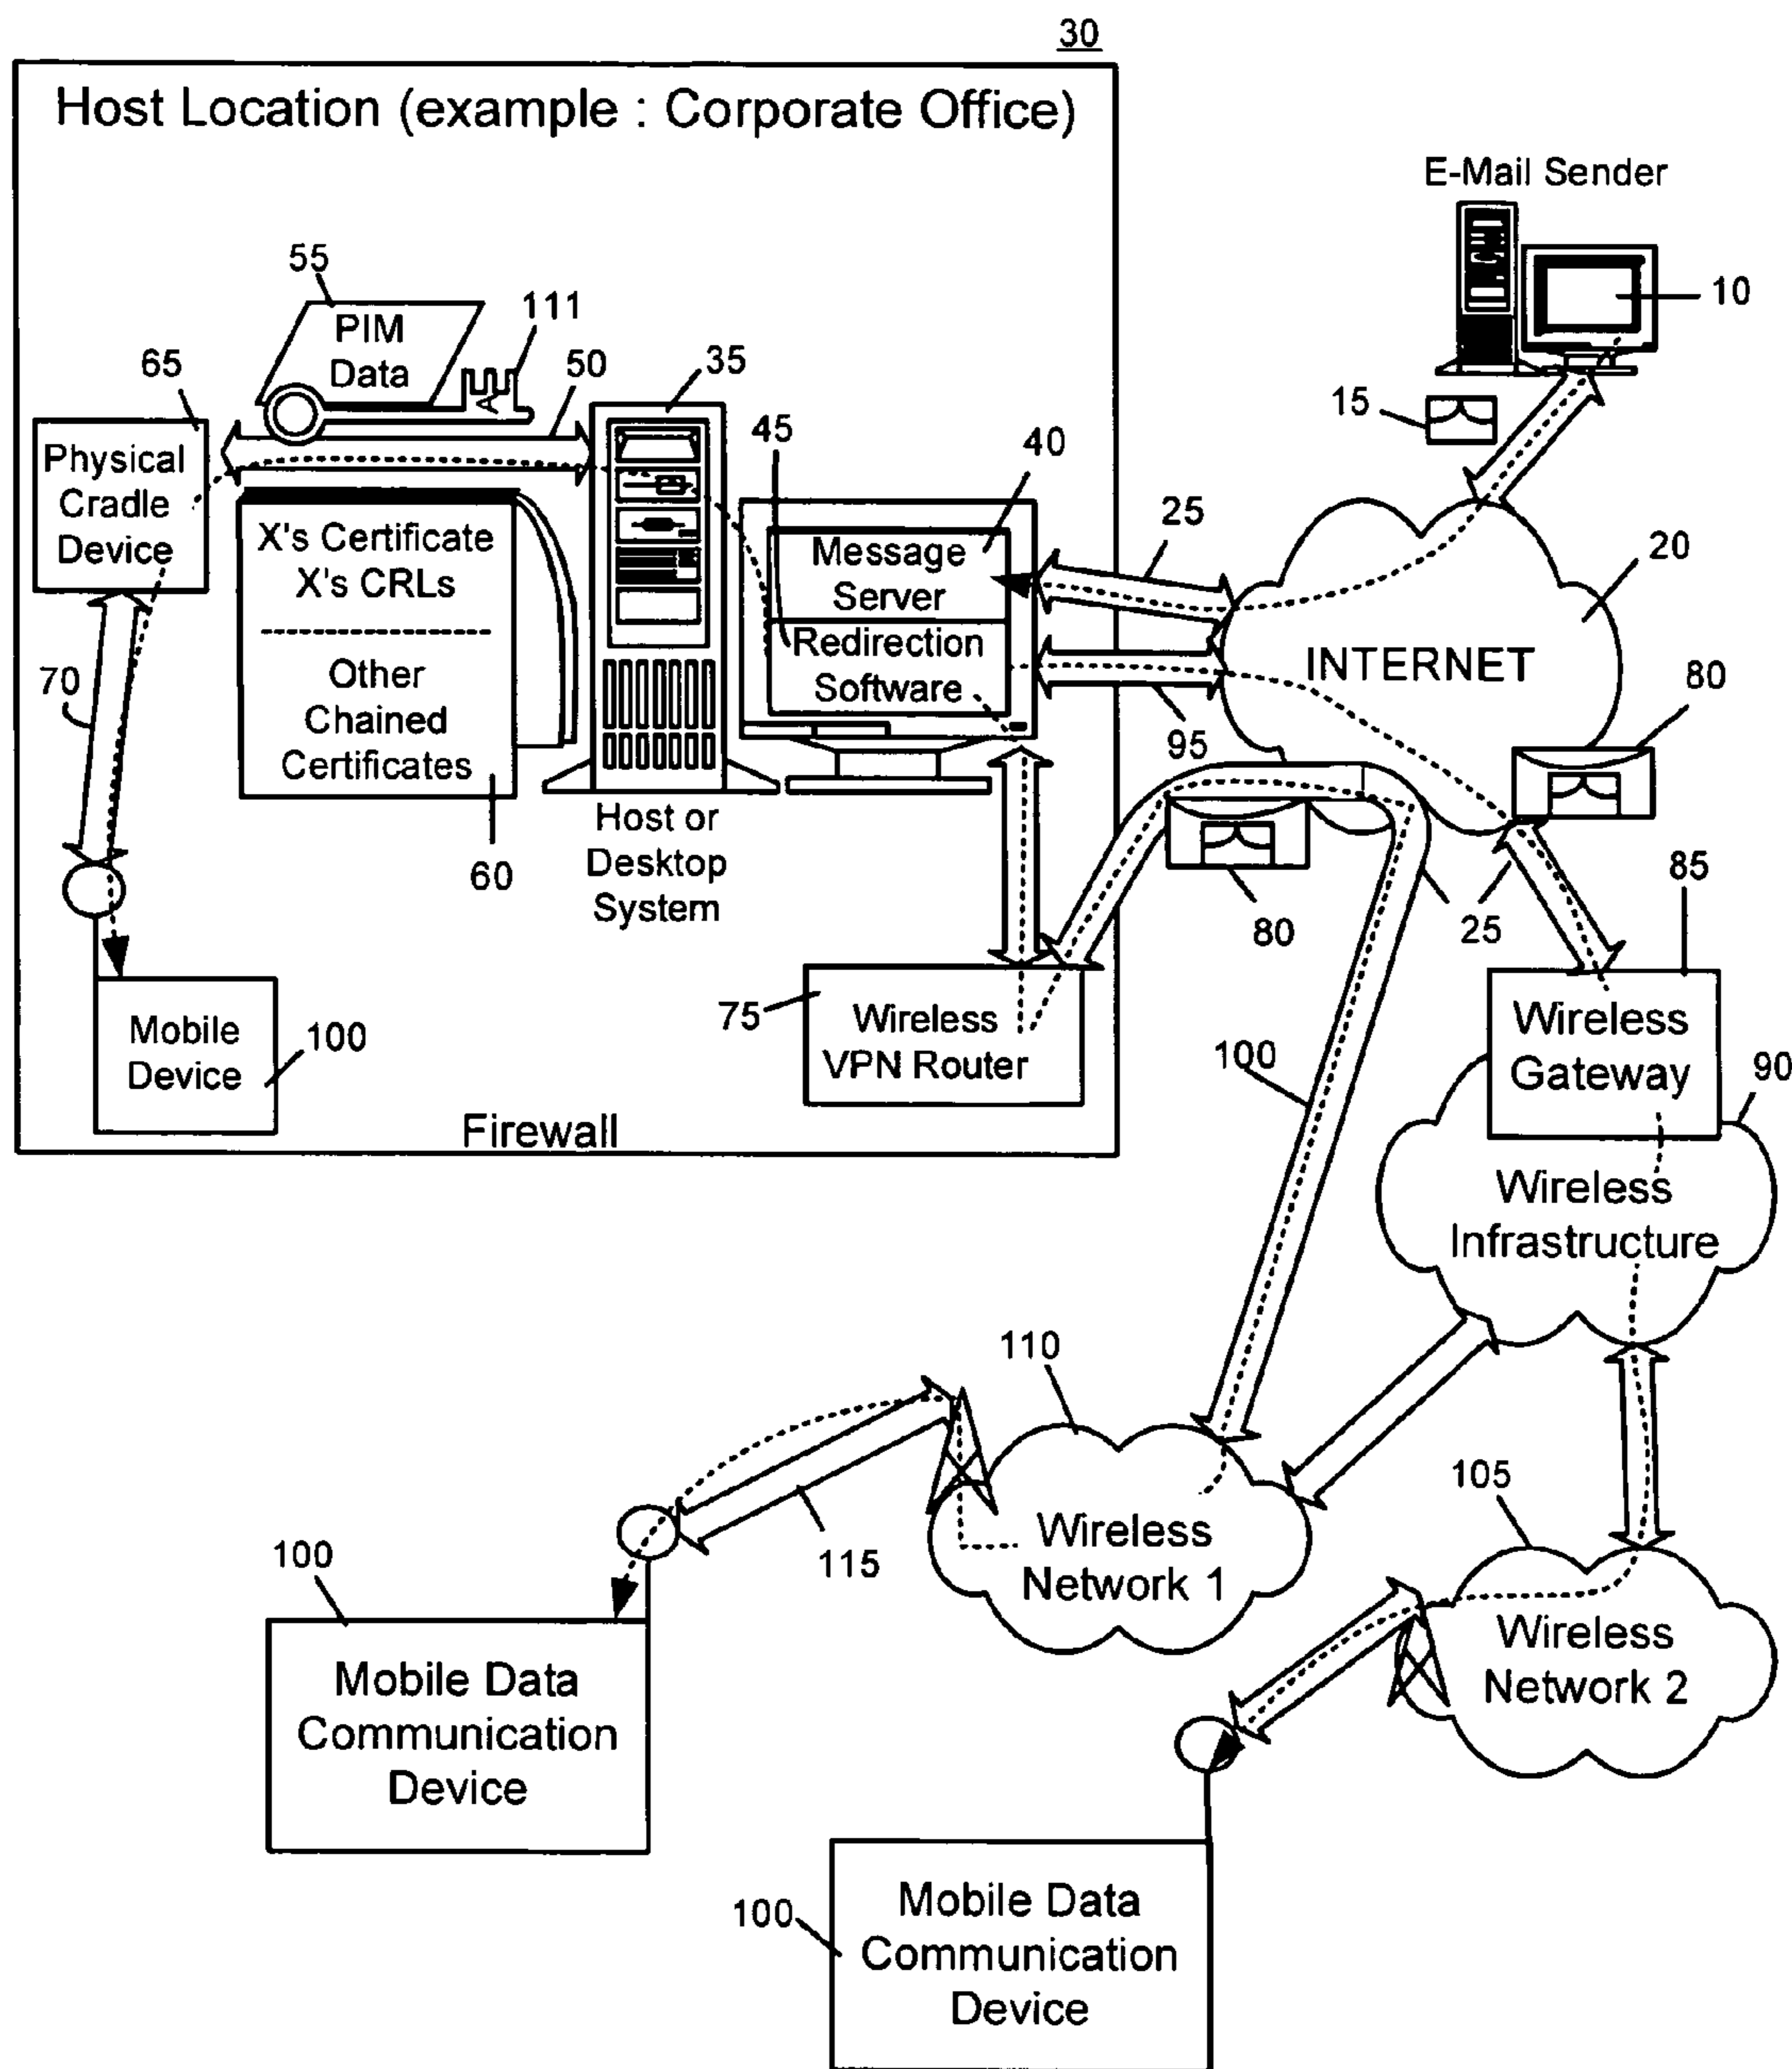 30
Host Location (example : Corporate Office)
E-Mail Sender
10
15
55
PIM
Data
111
65
50
35
45
40
25
20
Physical
Cradle
Device
X's Certificate
X's CRLs
Other
Chained
Certificates
60
Message
Server
Redirection
Software
INTERNET
80
95
70
Host or
Desktop
System
80
25
85
Mobile
Device
100
75
Wireless
VPN Router
Firewall
100
Wireless
Gateway
90
Wireless
Infrastructure
110
Wireless
Network 1
115
105
Wireless
Network 2
100
Mobile Data
Communication
Device
100
Mobile Data
Communication
Device